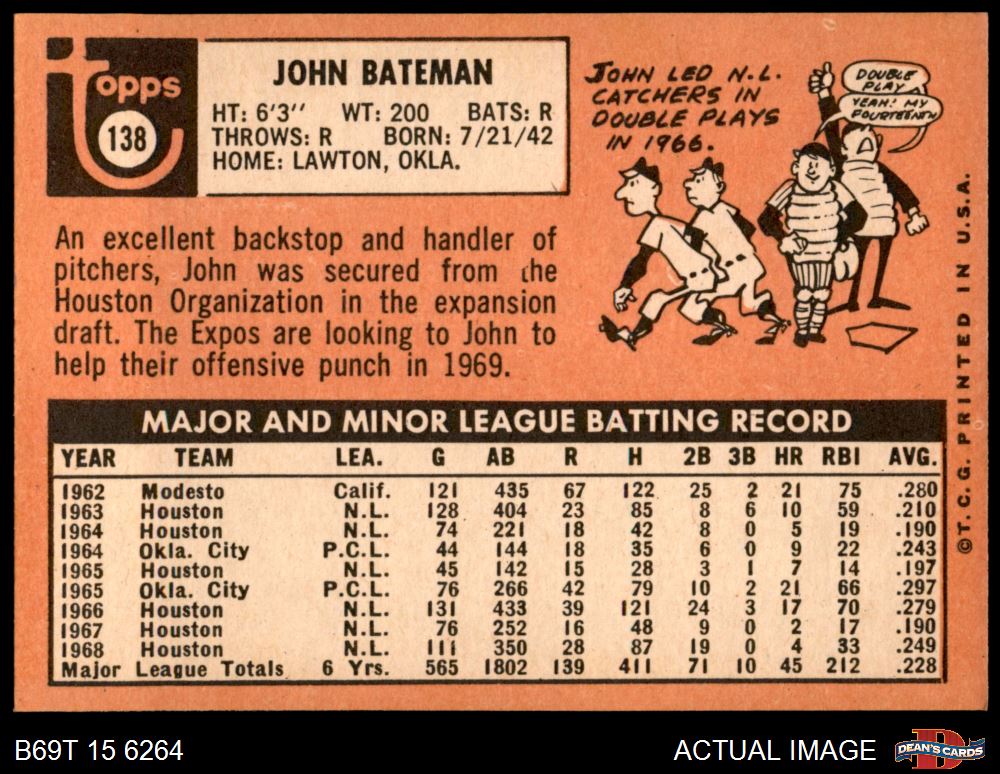 Topps
138
JOHN BATEMAN
HT: 6'3" WT: 200 BATS: R
THROWS: R BORN: 7/21/42
HOME: LAWTON, OKLA.
JOHN LED N.L.
CATCHERS IN
DOUBLE PLAYS
IN 1966.
DOUBLE
PLAY
YEAH! MY
FOURTEENTH
An excellent backstop and handler of
pitchers, John was secured from the
Houston Organization in the expansion
draft. The Expos are looking to John to
help their offensive punch in 1969.
MAJOR AND MINOR LEAGUE BATTING RECORD
YEAR TEAM LEA. G AB R H 2B 3B HR RBI AVG.
1962 Modesto Calif. 121 435 67 122 25 2 21 75 .280
1963 Houston N.L. 128 404 23 85 8 6 10 59 .210
1964 Houston N.L. 74 221 18 42 8 0 5 19 .190
1964 Okla. City P.C.L. 44 144 18 35 6 0 9 22 .243
1965 Houston N.L. 45 142 15 28 3 1 7 14 .197
1965 Okla. City P.C.L. 76 266 42 79 10 2 21 66 .297
1966 Houston N.L. 131 433 39 121 24 3 17 70 .279
1967 Houston N.L. 76 252 16 48 9 0 2 17 .190
1968 Houston N.L. 111 350 28 87 19 0 4 33 .249
Major League Totals 6 Yrs. 565 1802 139 411 71 10 45 212 .228
©T.C.G. PRINTED IN U.S.A.
B69T 15 6264
ACTUAL IMAGE
DEAN'S CARDS